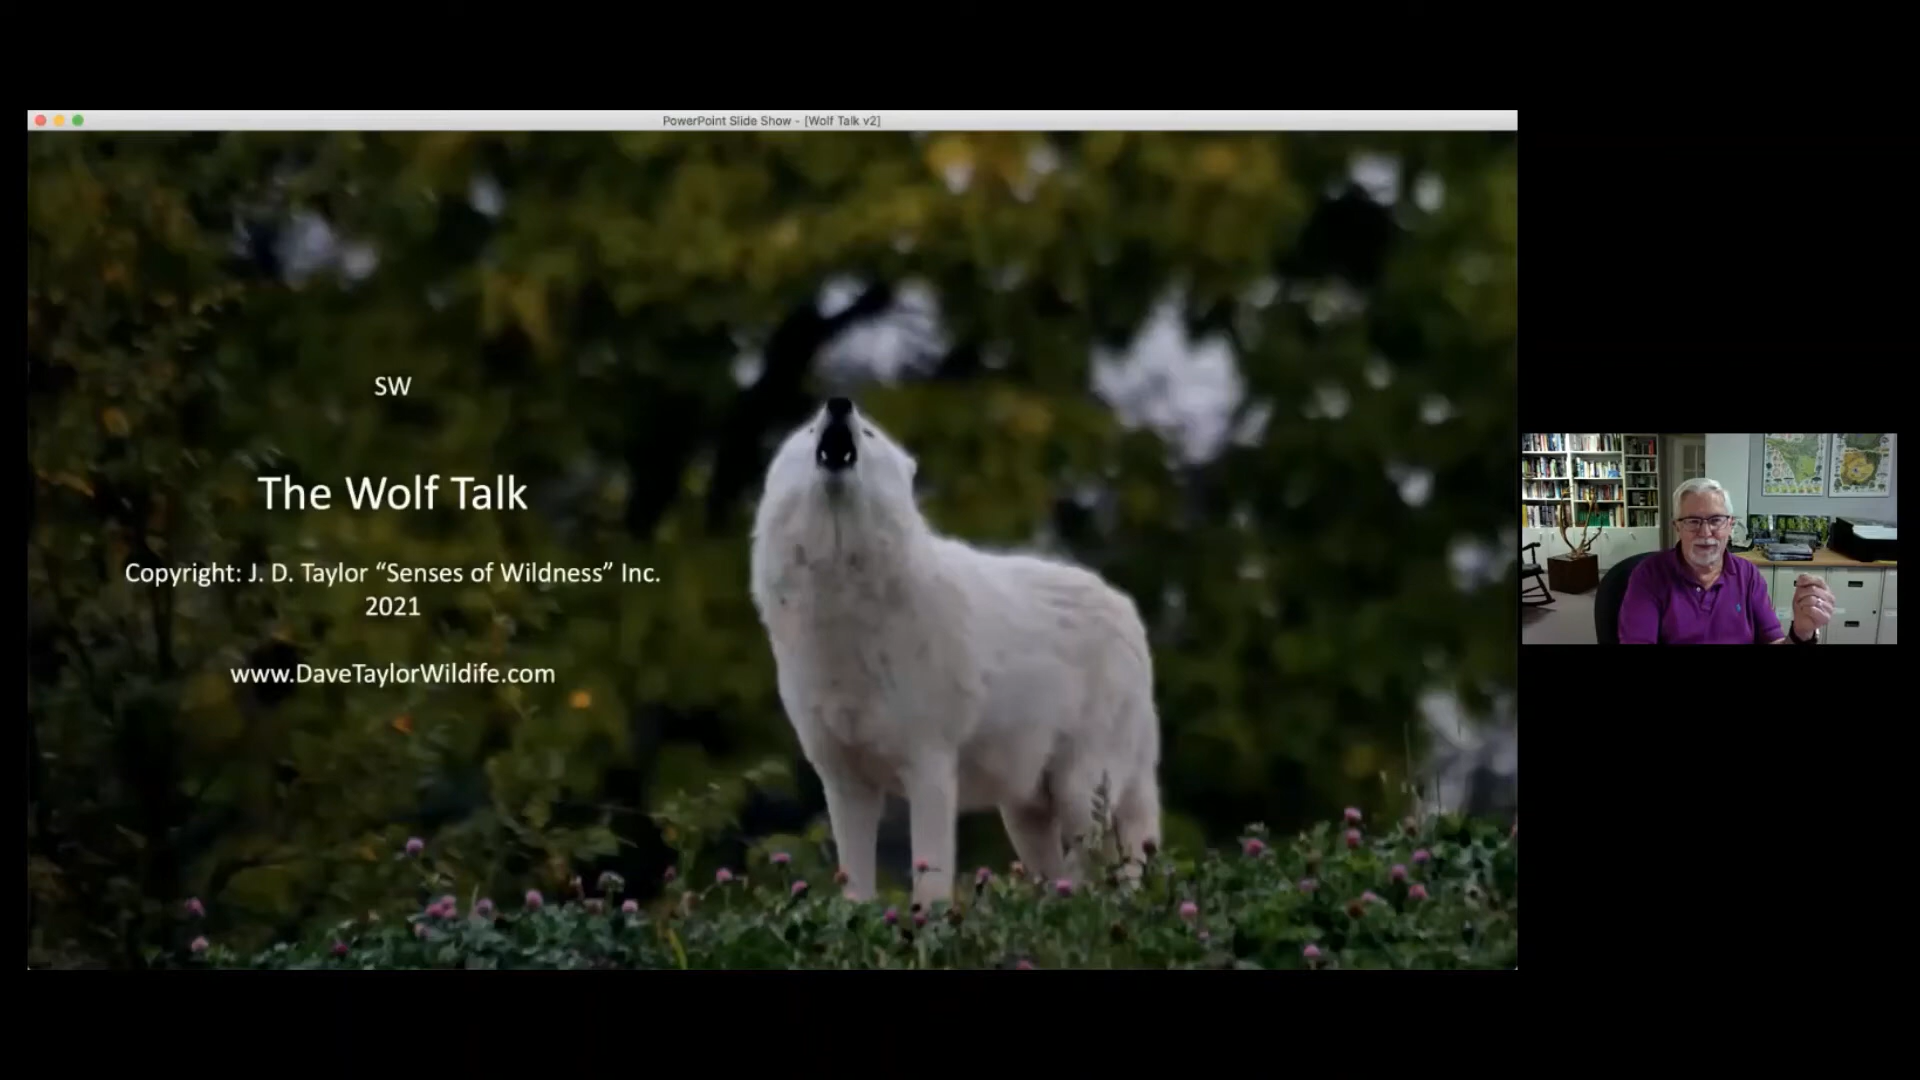 PowerPoint Slide Show - [Wolf Talk v2]
SW
The Wolf Talk
Copyright: J. D. Taylor “Senses of Wildness” Inc.
2021
www.DaveTaylorWildife.com